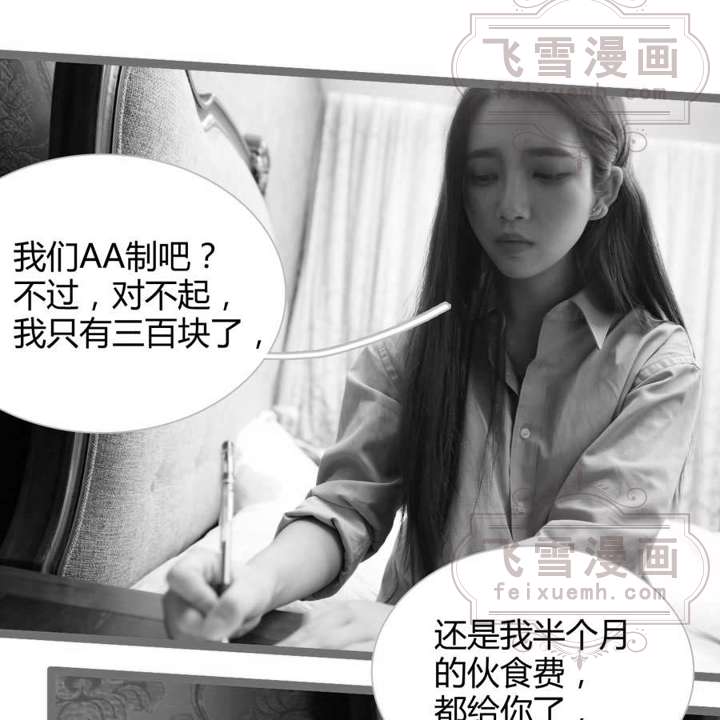 飞雪漫画
feixuemh.com
我们AA制吧？
不过，对不起，
我只有三百块了，
飞雪漫画
feixuemh.com
还是我半个月
的伙食费，
都给你了，